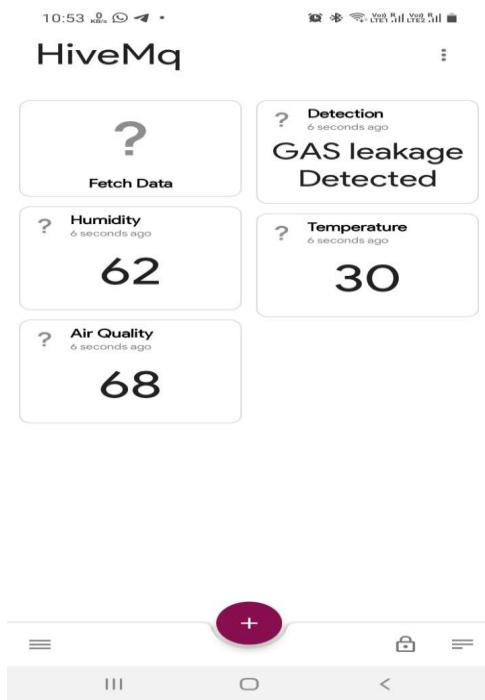 10:53
HiveMq
?
Fetch Data
? Detection
6 seconds ago
GAS leakage
Detected
? Humidity
6 seconds ago
62
? Temperature
6 seconds ago
30
? Air Quality
6 seconds ago
68
+